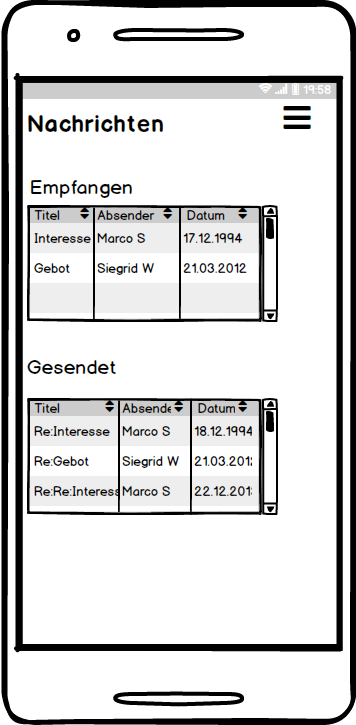 19:58
Nachrichten
Empfangen
Titel Absender Datum
Interesse Marco S 17.12.1994
Gebot Siegrid W 21.03.2012
Gesendet
Titel Absende Datum
Re:Interesse Marco S 18.12.1994
Re:Gebot Siegrid W 21.03.201
Re:Re:Interess Marco S 22.12.201